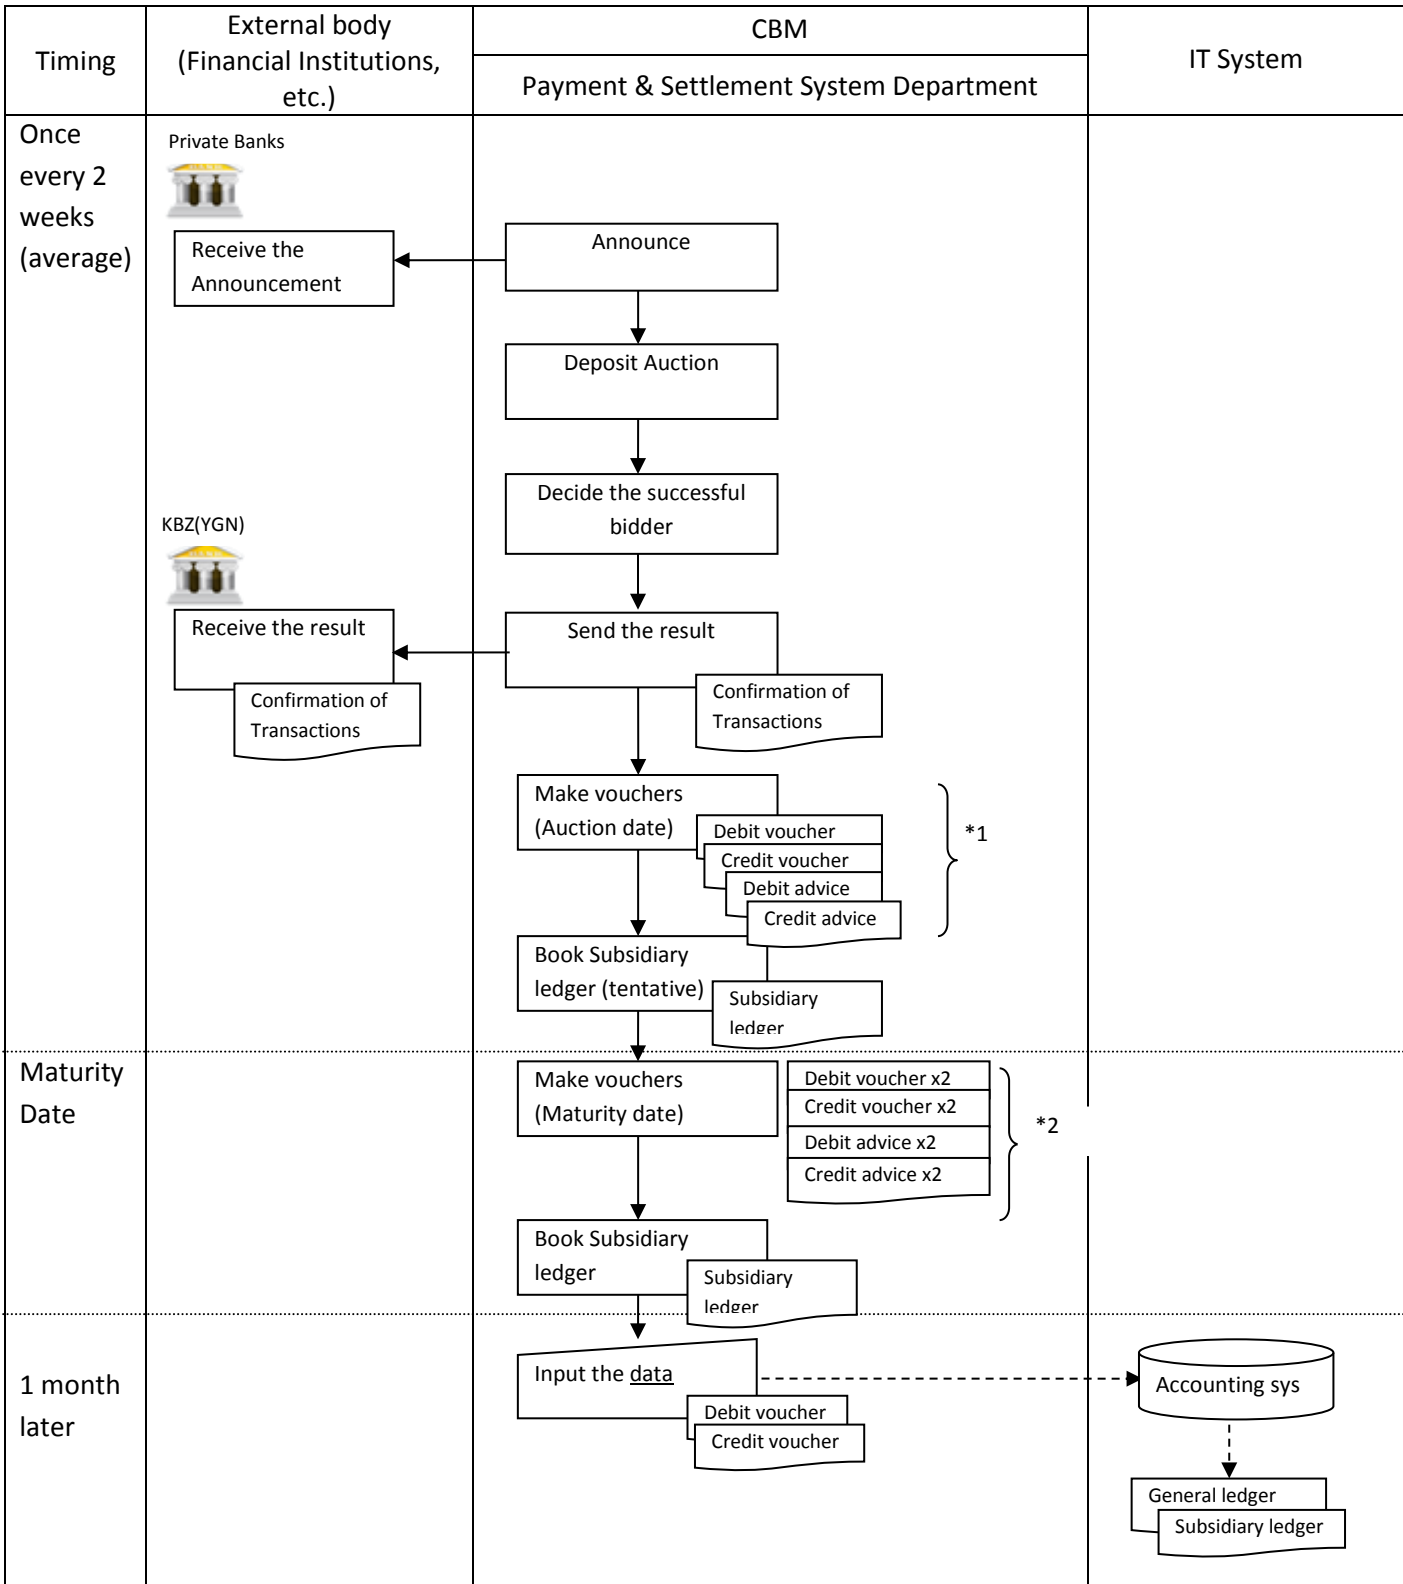 Timing
External body
(Financial Institutions,
etc.)
CBM
Payment & Settlement System Department
IT System
Once
every 2
weeks
(average)
Private Banks
Receive the
Announcement
Announce
Deposit Auction
Decide the successful
bidder
KBZ(YGN)
Receive the result
Confirmation of
Transactions
Send the result
Confirmation of
Transactions
Make vouchers
(Auction date)
Debit voucher
Credit voucher
Debit advice
Credit advice
*1
Book Subsidiary
ledger (tentative)
Subsidiary
ledger
Maturity
Date
Make vouchers
(Maturity date)
Debit voucher x2
Credit voucher x2
Debit advice x2
Credit advice x2
*2
Book Subsidiary
ledger
Subsidiary
ledger
1 month
later
Input the data
Debit voucher
Credit voucher
Accounting sys
General ledger
Subsidiary ledger